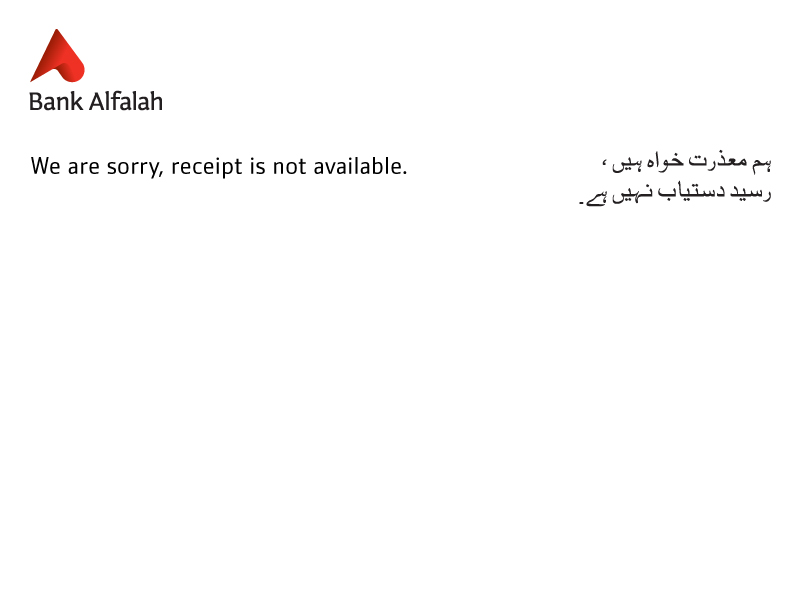 Bank Alfalah
We are sorry, receipt is not available.
ہم معذرت خواہ ہیں ،
رسید دستیاب نہیں ہے۔